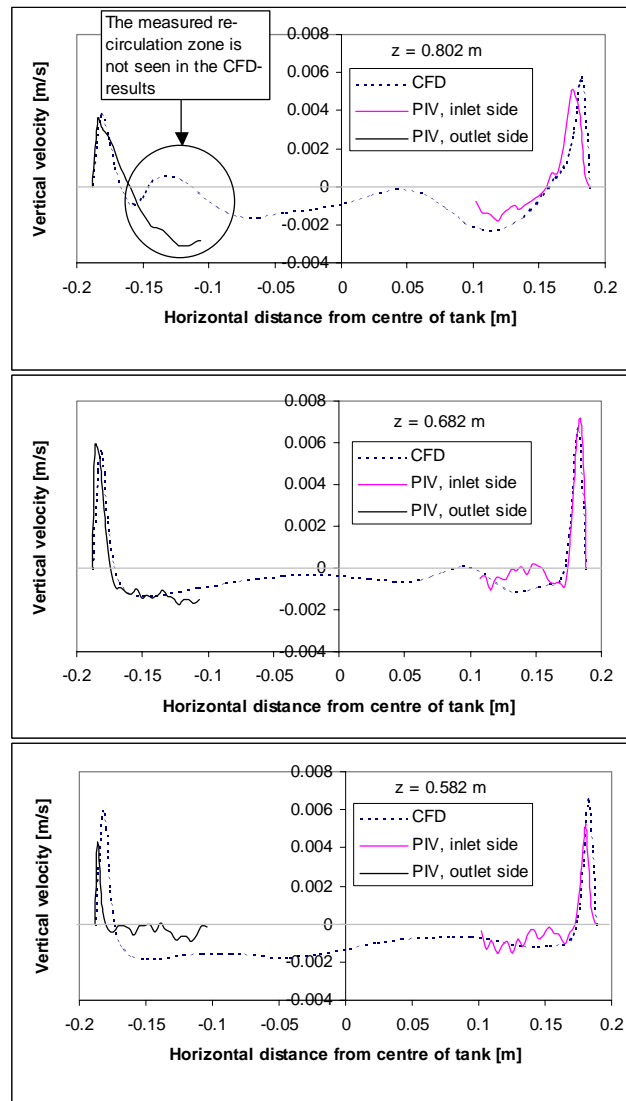 The measured re-
circulation zone is
not seen in the CFD-
results
z = 0.802 m
CFD
PIV, inlet side
PIV, outlet side
Vertical velocity [m/s]
0.008
0.006
0.004
0.002
0
-0.002
-0.004
-0.2 -0.15 -0.1 -0.05 0 0.05 0.1 0.15 0.2
Horizontal distance from centre of tank [m]
z = 0.682 m
CFD
PIV, inlet side
PIV, outlet side
Vertical velocity [m/s]
0.008
0.006
0.004
0.002
0
-0.002
-0.004
-0.2 -0.15 -0.1 -0.05 0 0.05 0.1 0.15 0.2
Horizontal distance from centre of tank [m]
z = 0.582 m
CFD
PIV, inlet side
PIV, outlet side
Vertical velocity [m/s]
0.008
0.006
0.004
0.002
0
-0.002
-0.004
-0.2 -0.15 -0.1 -0.05 0 0.05 0.1 0.15 0.2
Horizontal distance from centre of tank [m]